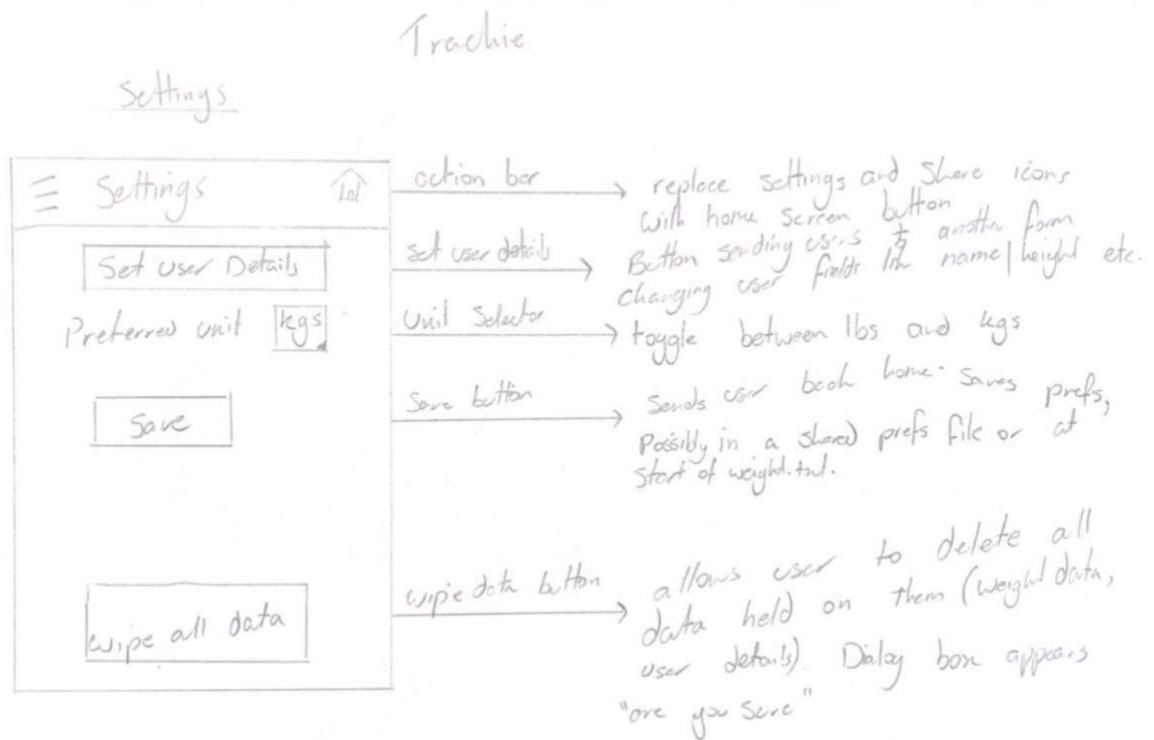 Trackie
Settings
Settings
Set User Details
Preferred unit kgs
Save
wipe all data
action bar
replace settings and Share icons
with home screen button
set user details
Button sending users to another form
changing user fields like name/height etc.
Unit Selector
toggle between lbs and kgs
Save button
Sends user back home. Saves prefs,
Possibly in a shared prefs file or at
start of weight.txt.
wipe data button
allows user to delete all
data held on them (weight data,
user details). Dialog box appears
"are you sure"